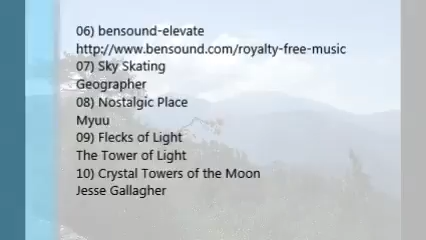 06) bensound-elevate
http://www.bensound.com/royalty-free-music
07) Sky Skating
Geographer
08) Nostalgic Place
Myuu
09) Flecks of Light
The Tower of Light
10) Crystal Towers of the Moon
Jesse Gallagher